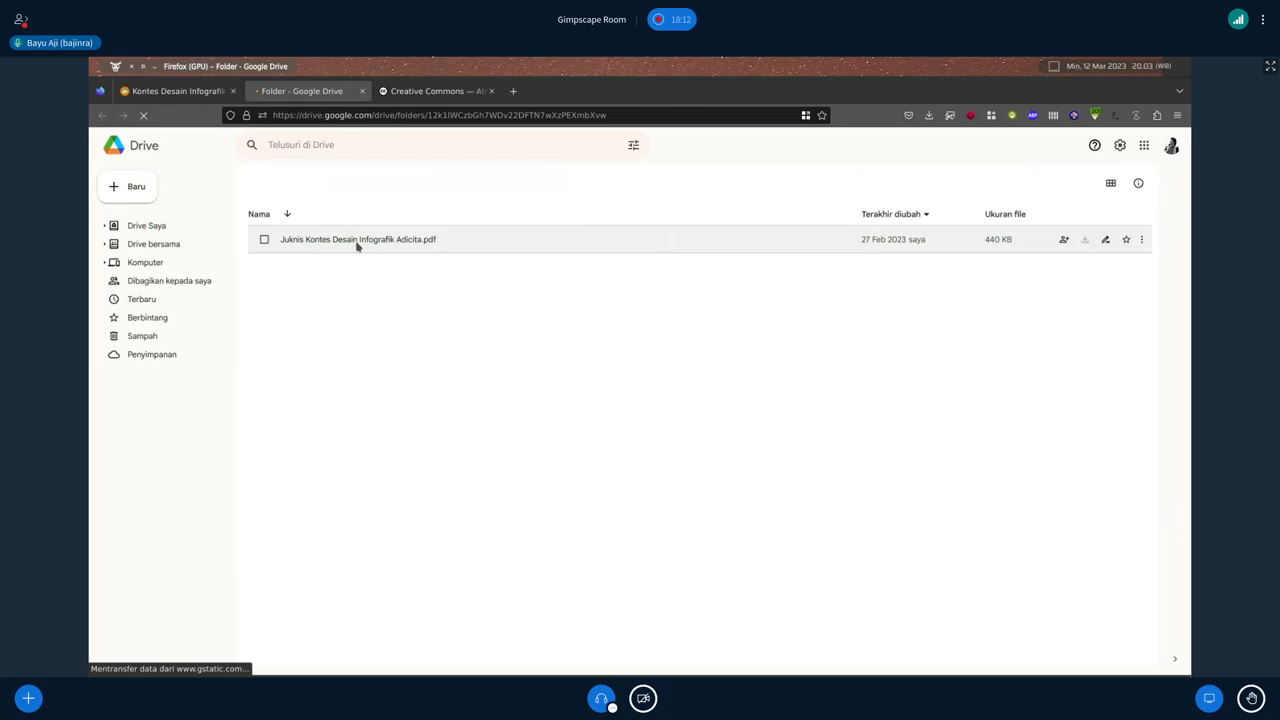 Gimpscape Room
18:12
Bayu Aji (bajinra)
Firefox (GPU) – Folder - Google Drive
Min, 12 Mar 2023 20.03 (WIB)
Kontes Desain Infografik
Folder - Google Drive
Creative Commons — At
https://drive.google.com/drive/folders/12k1IWCzbGh7WDv22DFTN7wXzPEXmbXvw
Drive
Telusuri di Drive
Baru
Nama
Terakhir diubah
Ukuran file
Juknis Kontes Desain Infografik Adicita.pdf
27 Feb 2023 saya
440 KB
Drive Saya
Drive bersama
Komputer
Dibagikan kepada saya
Terbaru
Berbintang
Sampah
Penyimpanan
Mentransfer data dari www.gstatic.com...